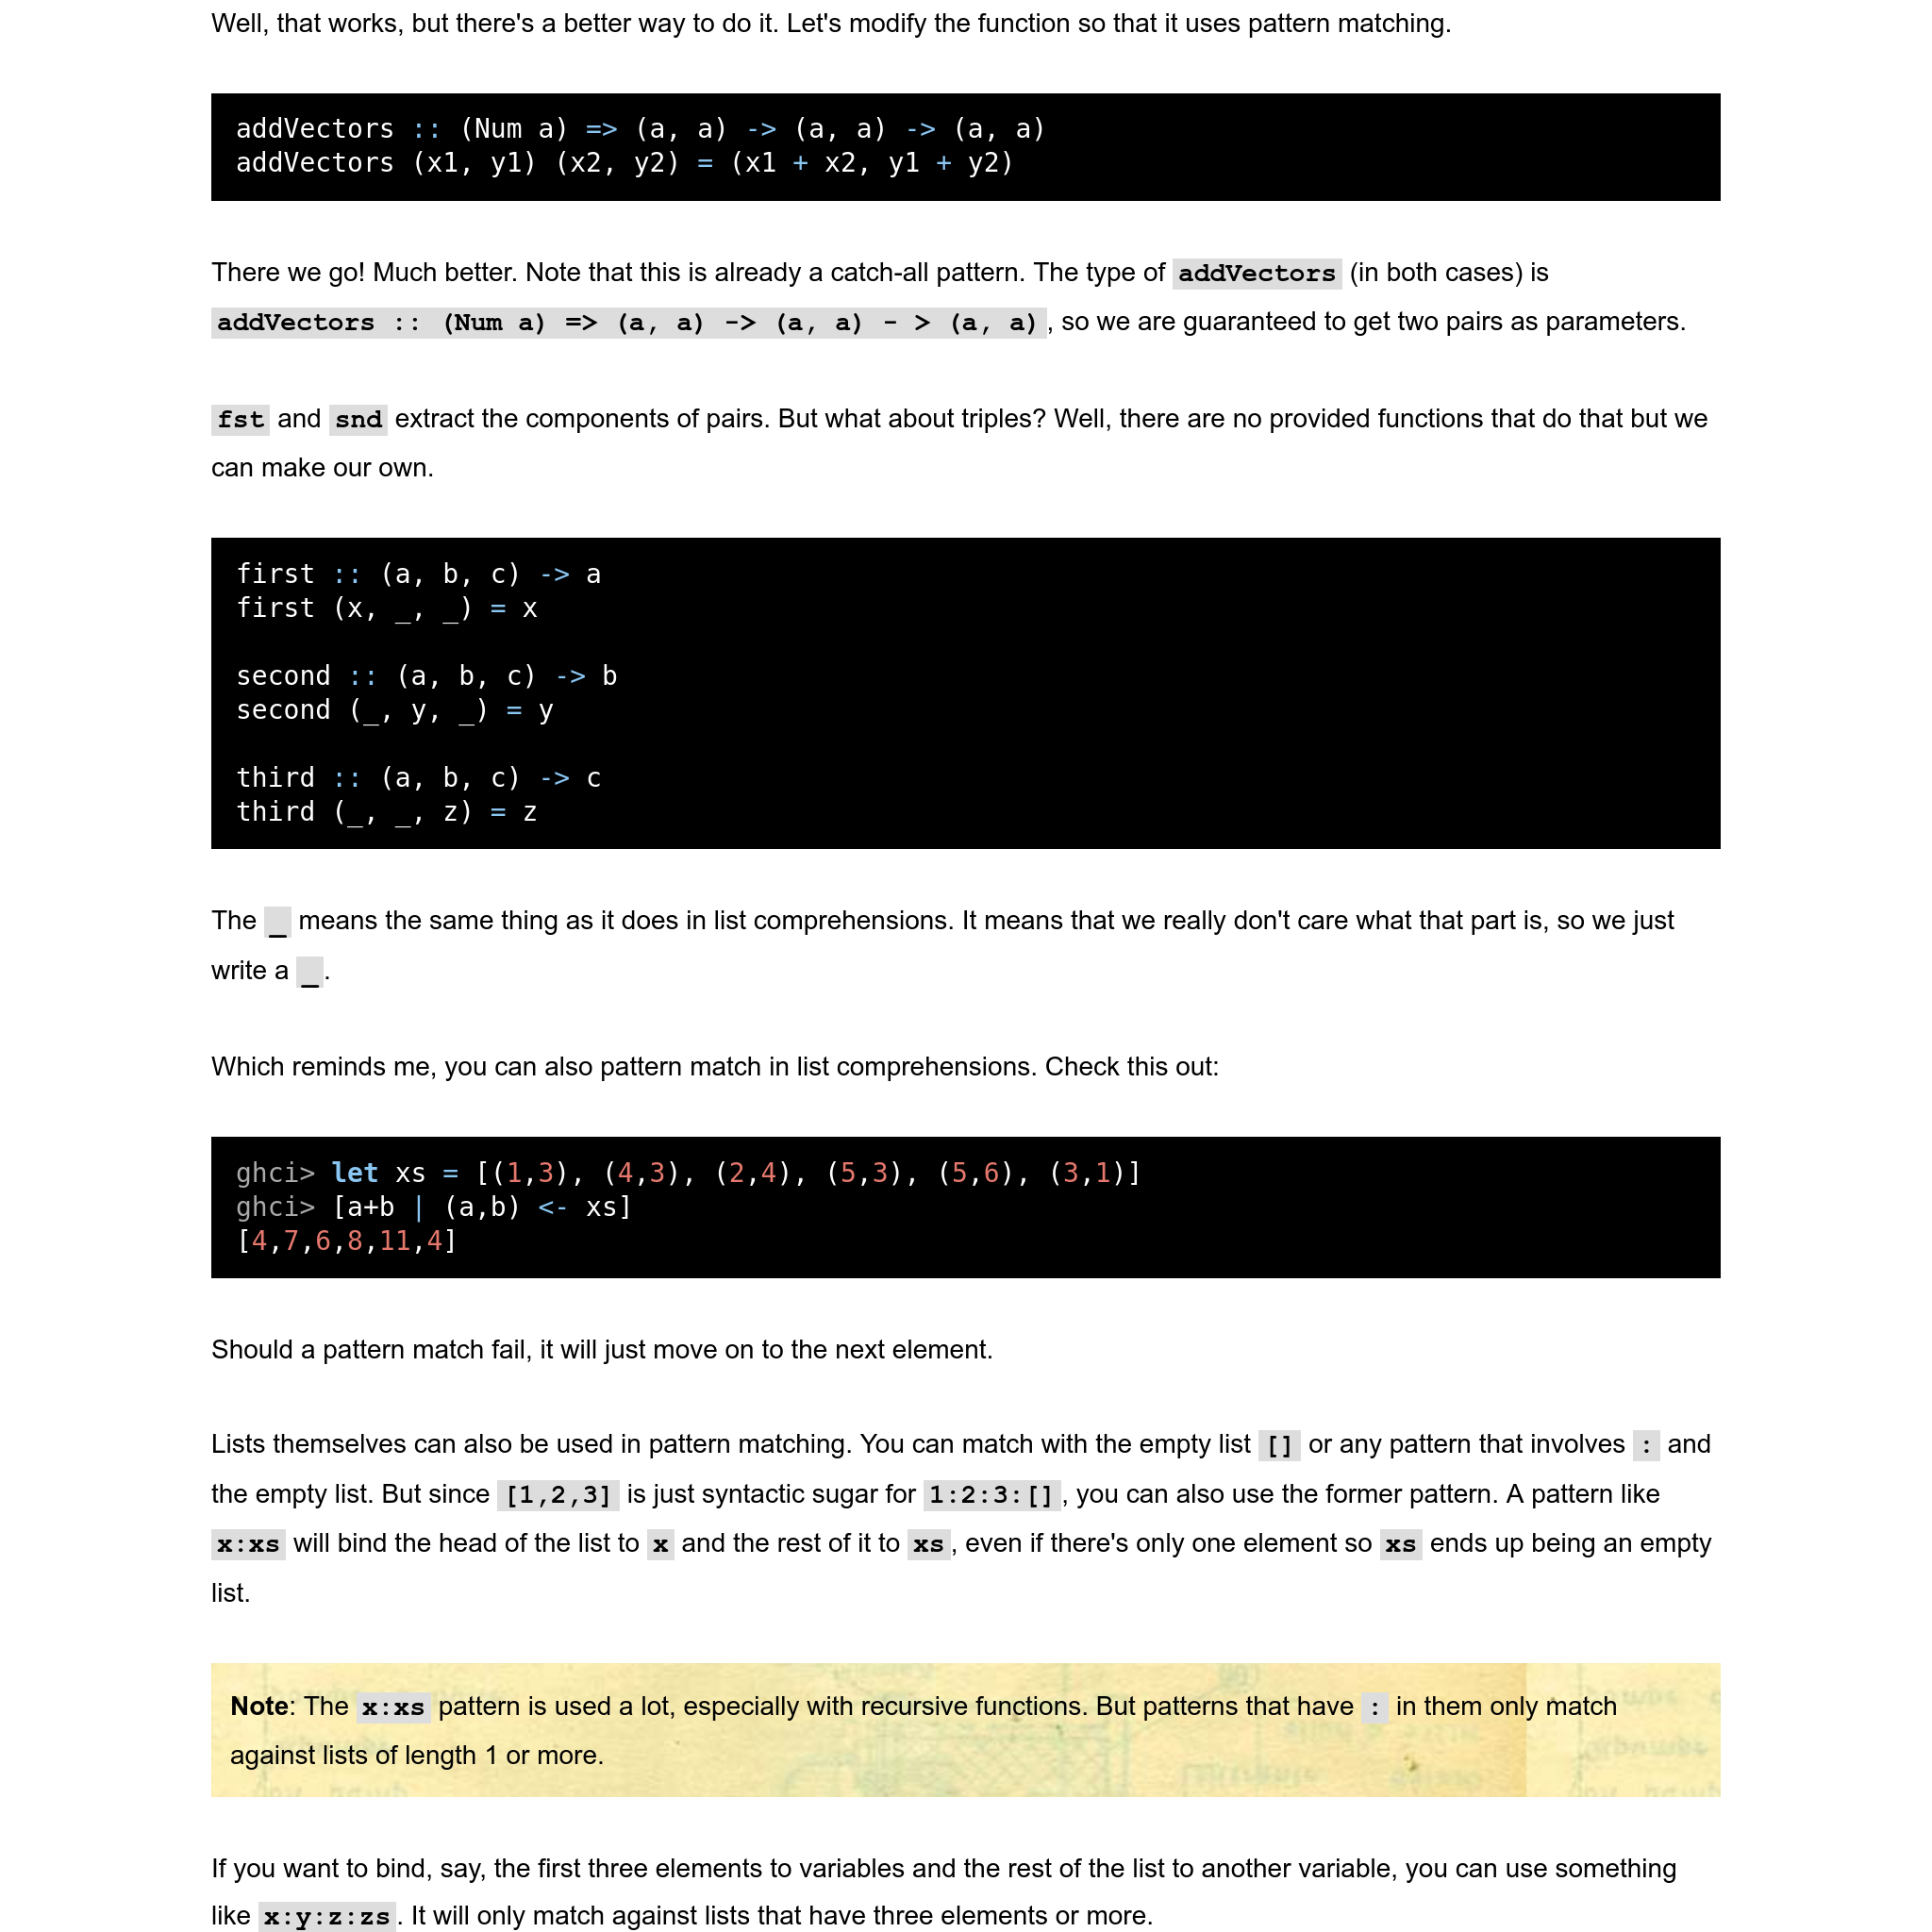 Well, that works, but there's a better way to do it. Let's modify the function so that it uses pattern matching.
addVectors :: (Num a) => (a, a) -> (a, a) -> (a, a)
addVectors (x1, y1) (x2, y2) = (x1 + x2, y1 + y2)
There we go! Much better. Note that this is already a catch-all pattern. The type of addVectors (in both cases) is
addVectors :: (Num a) => (a, a) -> (a, a) - > (a, a), so we are guaranteed to get two pairs as parameters.
fst and snd extract the components of pairs. But what about triples? Well, there are no provided functions that do that but we
can make our own.
first :: (a, b, c) -> a
first (x, _, _) = x
second :: (a, b, c) -> b
second (_, y, _) = y
third :: (a, b, c) -> c
third (_, _, z) = z
The _ means the same thing as it does in list comprehensions. It means that we really don't care what that part is, so we just
write a _.
Which reminds me, you can also pattern match in list comprehensions. Check this out:
ghci> let xs = [(1,3), (4,3), (2,4), (5,3), (5,6), (3,1)]
ghci> [a+b | (a,b) <- xs]
[4,7,6,8,11,4]
Should a pattern match fail, it will just move on to the next element.
Lists themselves can also be used in pattern matching. You can match with the empty list [] or any pattern that involves : and
the empty list. But since [1,2,3] is just syntactic sugar for 1:2:3:[], you can also use the former pattern. A pattern like
x:xs will bind the head of the list to x and the rest of it to xs, even if there's only one element so xs ends up being an empty
list.
Note: The x:xs pattern is used a lot, especially with recursive functions. But patterns that have : in them only match
against lists of length 1 or more.
If you want to bind, say, the first three elements to variables and the rest of the list to another variable, you can use something
like x:y:z:zs. It will only match against lists that have three elements or more.